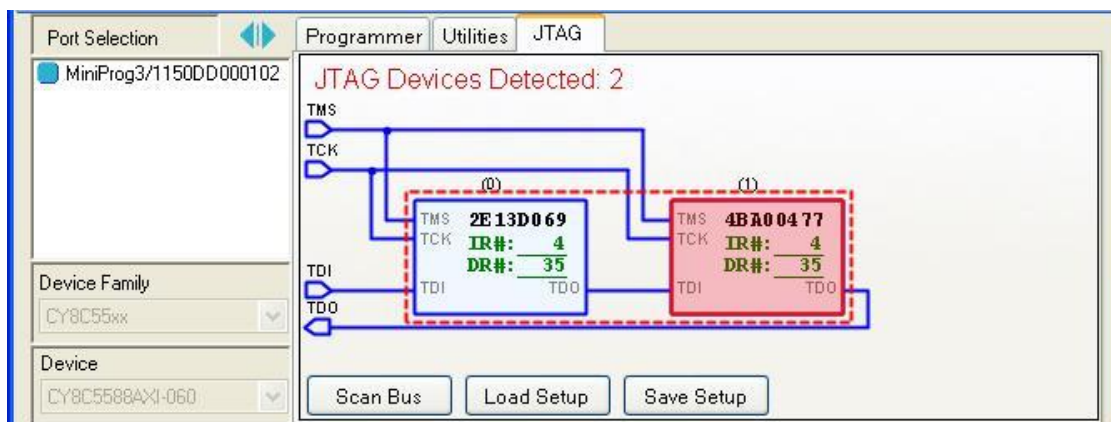 Port Selection
MiniProg3/1150DD000102
Device Family
CY8C55xx
Device
CY8C5588AXI-060
Programmer Utilities JTAG
JTAG Devices Detected: 2
TMS
TCK
(0) (1)
TMS 2E13D069
TCK IR#: 4
DR#: 35
TDI TDO
TMS 4BA00477
TCK IR#: 4
DR#: 35
TDI TDO
TDI
TDO
Scan Bus Load Setup Save Setup